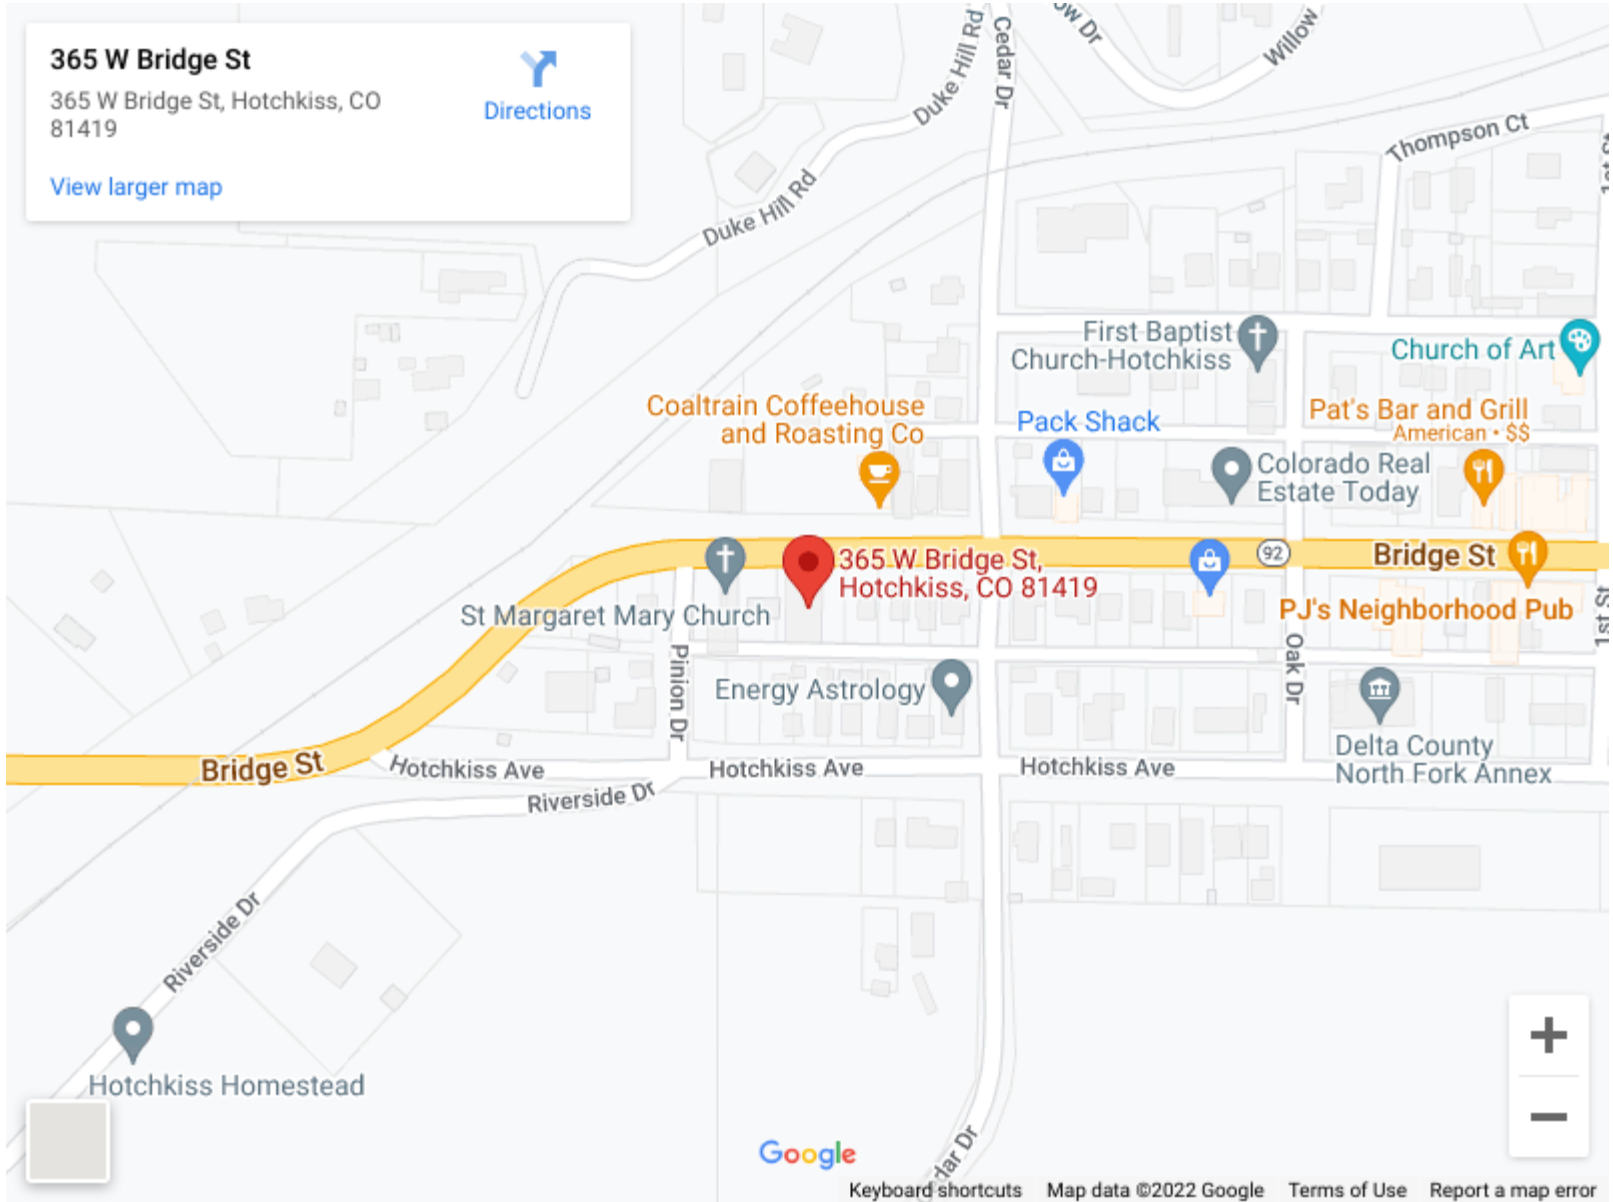 365 W Bridge St
365 W Bridge St, Hotchkiss, CO
81419
Directions
View larger map
Duke Hill Rd
Cedar Dr
Willow
Thompson Ct
Duke Hill Rd
First Baptist
Church-Hotchkiss
Church of Art
Coaltrain Coffeehouse
and Roasting Co
Pack Shack
Pat's Bar and Grill
American • $$
Colorado Real
Estate Today
365 W Bridge St,
Hotchkiss, CO 81419
92
Bridge St
St Margaret Mary Church
PJ's Neighborhood Pub
1st St
Pinion Dr
Oak Dr
Energy Astrology
Delta County
North Fork Annex
Bridge St
Hotchkiss Ave
Hotchkiss Ave
Hotchkiss Ave
Riverside Dr
Riverside Dr
Hotchkiss Homestead
Google
Keyboard shortcuts
Map data ©2022 Google
Terms of Use
Report a map error